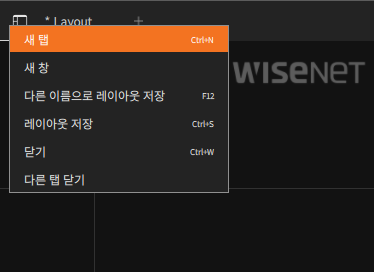 * Layout +
새 탭 Ctrl+N
새 창
다른 이름으로 레이아웃 저장 F12
레이아웃 저장 Ctrl+S
닫기 Ctrl+W
다른 탭 닫기
WISENET